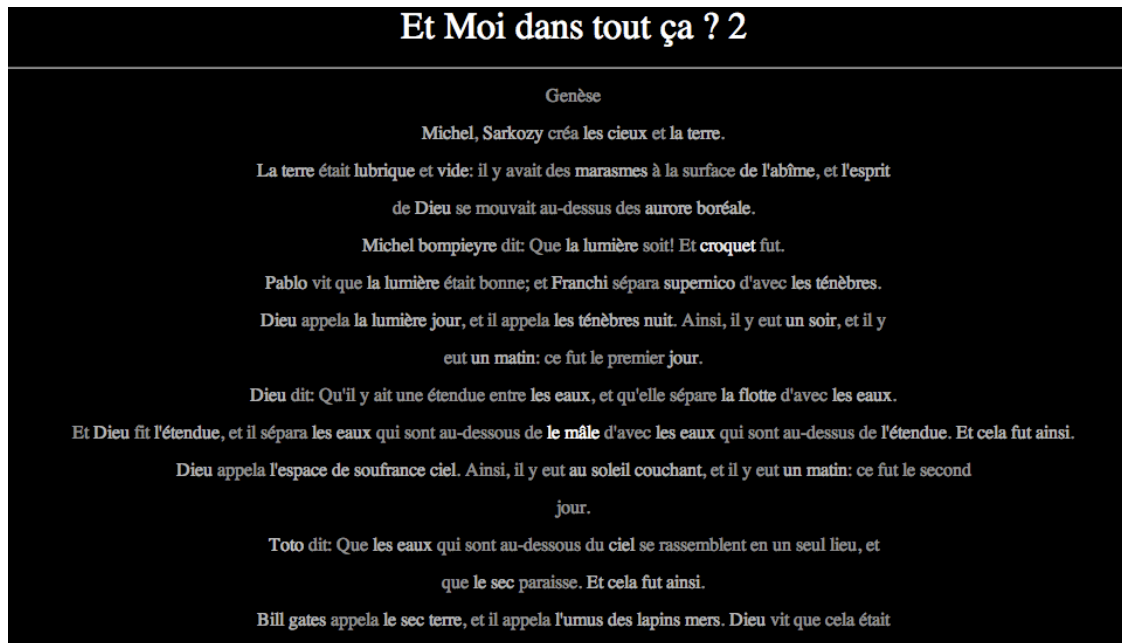 Et Moi dans tout ça ? 2
Genèse
Michel, Sarkozy créa les cieux et la terre.
La terre était lubrique et vide: il y avait des marasmes à la surface de l'abîme, et l'esprit
de Dieu se mouvait au-dessus des aurore boréale.
Michel bompieyre dit: Que la lumière soit! Et croquet fut.
Pablo vit que la lumière était bonne; et Franchi sépara supernico d'avec les ténèbres.
Dieu appela la lumière jour, et il appela les ténèbres nuit. Ainsi, il y eut un soir, et il y
eut un matin: ce fut le premier jour.
Dieu dit: Qu'il y ait une étendue entre les eaux, et qu'elle sépare la flotte d'avec les eaux.
Et Dieu fit l'étendue, et il sépara les eaux qui sont au-dessous de le mâle d'avec les eaux qui sont au-dessus de l'étendue. Et cela fut ainsi.
Dieu appela l'espace de soufrance ciel. Ainsi, il y eut au soleil couchant, et il y eut un matin: ce fut le second
jour.
Toto dit: Que les eaux qui sont au-dessous du ciel se rassemblent en un seul lieu, et
que le sec paraisse. Et cela fut ainsi.
Bill gates appela le sec terre, et il appela l'umus des lapins mers. Dieu vit que cela était